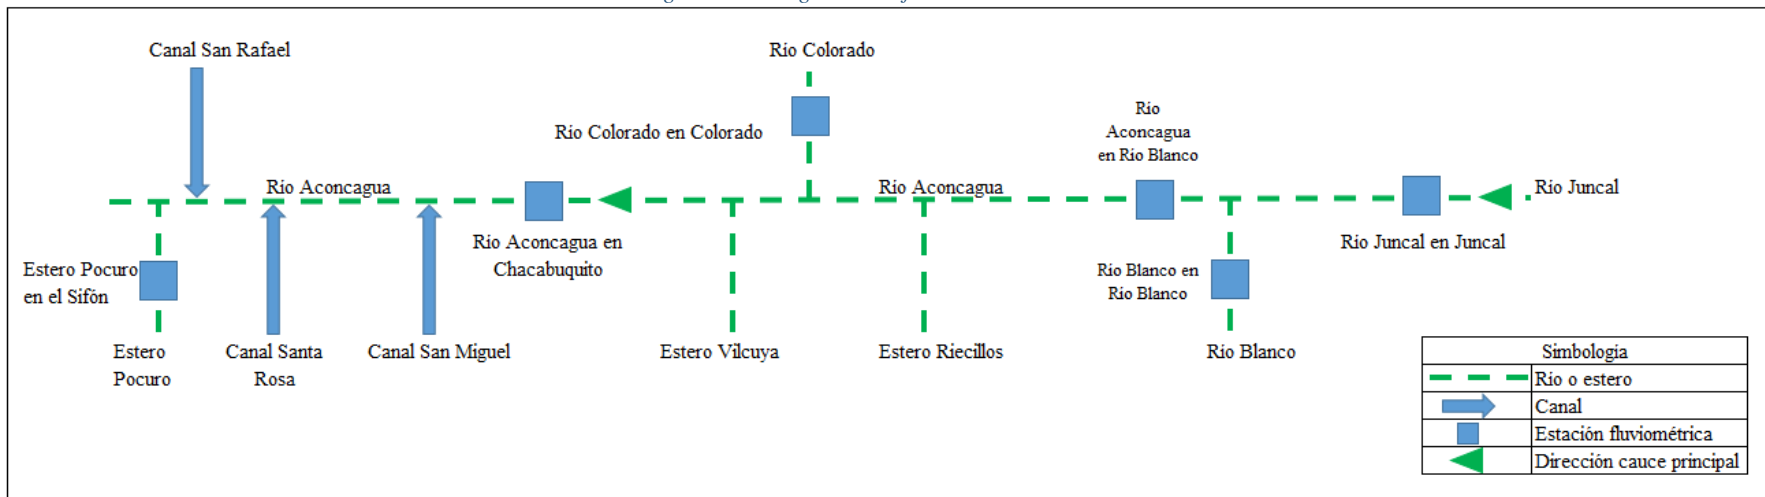 Canal San Rafael
Río Colorado
Río Colorado en Colorado
Río
Aconcagua
en Río Blanco
Río Aconcagua
Río Aconcagua
Río Juncal
Río Aconcagua en
Chacabuquito
Río Juncal en Juncal
Estero Pocuro
en el Sifón
Río Blanco en
Río Blanco
Estero
Pocuro
Canal Santa
Rosa
Canal San Miguel
Estero Vilcuya
Estero Riecillos
Río Blanco
Simbología
Río o estero
Canal
Estación fluviométrica
Dirección cauce principal